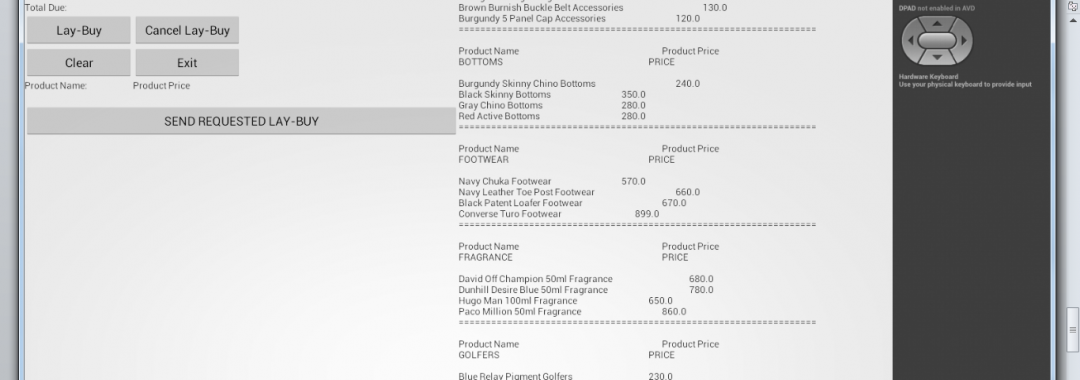 Total Due:
Lay-Buy
Cancel Lay-Buy
Clear
Exit
Product Name: Product Price
SEND REQUESTED LAY-BUY
Brown Burnish Buckle Belt Accessories 130.0
Burgundy 5 Panel Cap Accessories 120.0
Product Name Product Price
BOTTOMS PRICE
Burgundy Skinny Chino Bottoms 240.0
Black Skinny Bottoms 350.0
Gray Chino Bottoms 280.0
Red Active Bottoms 280.0
Product Name Product Price
FOOTWEAR PRICE
Navy Chuka Footwear 570.0
Navy Leather Toe Post Footwear 660.0
Black Patent Loafer Footwear 670.0
Converse Turo Footwear 899.0
Product Name Product Price
FRAGRANCE PRICE
David Off Champion 50ml Fragrance 680.0
Dunhill Desire Blue 50ml Fragrance 780.0
Hugo Man 100ml Fragrance 650.0
Paco Million 50ml Fragrance 860.0
Product Name Product Price
GOLFERS PRICE
Blue Relay Pigment Golfers 230.0
DPAD not enabled in AVD
Hardware Keyboard
Use your physical keyboard to provide input